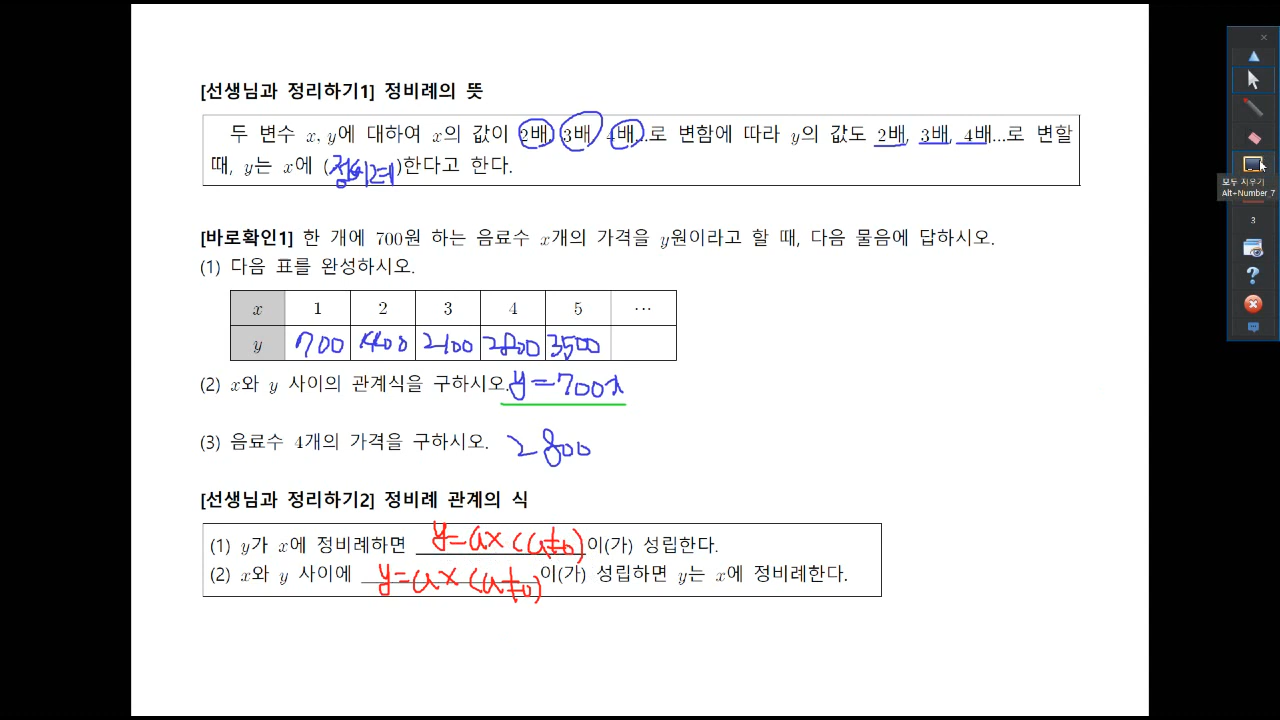 [선생님과 정리하기1] 정비례의 뜻
두 변수 x, y에 대하여 x의 값이 2배, 3배, 4배…로 변함에 따라 y의 값도 2배, 3배, 4배…로 변할
때, y는 x에 (정비례)한다고 한다.
[바로확인1] 한 개에 700원 하는 음료수 x개의 가격을 y원이라고 할 때, 다음 물음에 답하시오.
(1) 다음 표를 완성하시오.
x 1 2 3 4 5 …
y 700 1400 2100 2800 3500
(2) x와 y 사이의 관계식을 구하시오. y=700x
(3) 음료수 4개의 가격을 구하시오. 2800
[선생님과 정리하기2] 정비례 관계의 식
(1) y가 x에 정비례하면 y=ax (a≠0)이(가) 성립한다.
(2) x와 y 사이에 y=ax (a≠0)이(가) 성립하면 y는 x에 정비례한다.
모두 지우기
Alt+Number_7
3